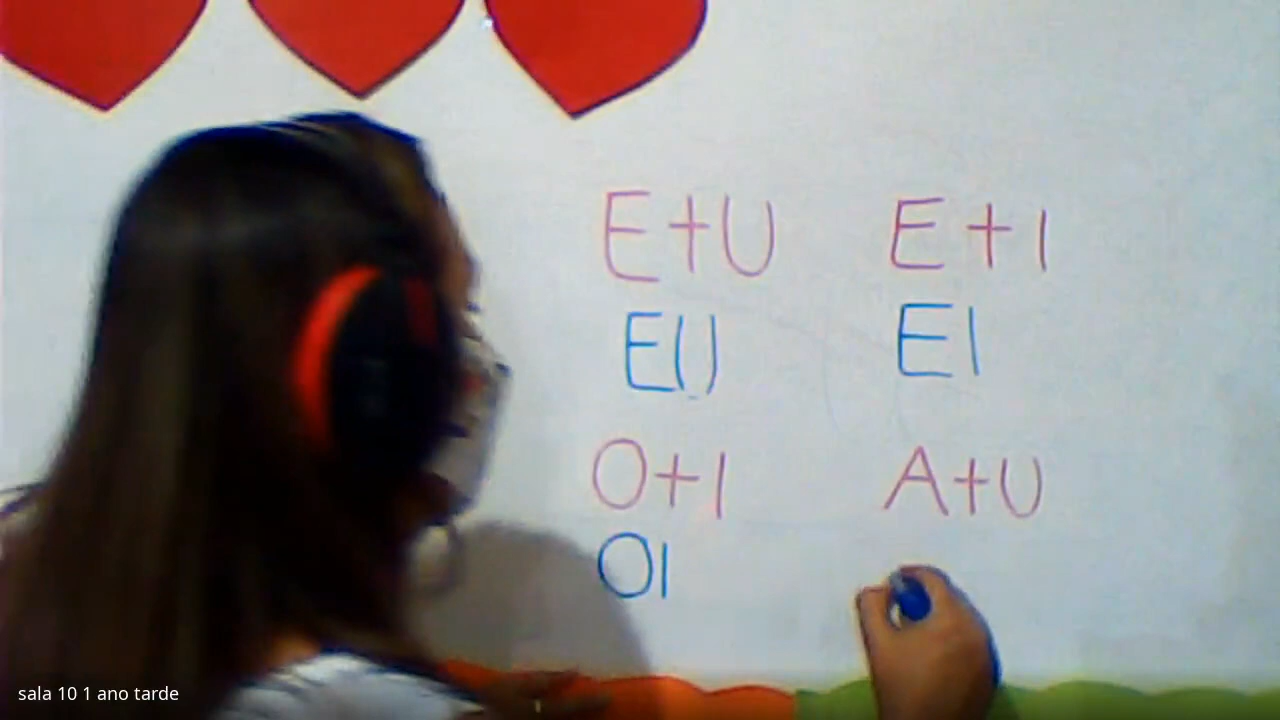 E+U E+I
EU EI
O+I A+U
OI
sala 10 1 ano tarde